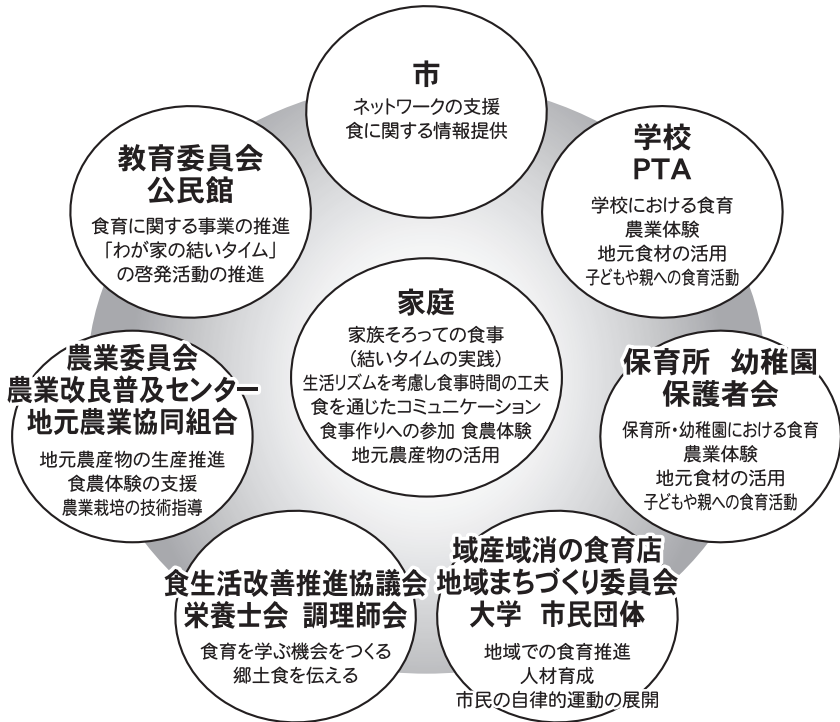 市
ネットワークの支援
食に関する情報提供
教育委員会
公民館
食育に関する事業の推進
「わが家の結いタイム」
の啓発活動の推進
学校
PTA
学校における食育
農業体験
地元食材の活用
子どもや親への食育活動
家庭
家族そろっての食事
(結いタイムの実践)
生活リズムを考慮し食事時間の工夫
食を通じたコミュニケーション
食事作りへの参加 食農体験
地元農産物の活用
農業委員会
農業改良普及センター
地元農業協同組合
地元農産物の生産推進
食農体験の支援
農業栽培の技術指導
保育所 幼稚園
保護者会
保育所・幼稚園における食育
農業体験
地元食材の活用
子どもや親への食育活動
食生活改善推進協議会
栄養士会 調理師会
食育を学ぶ機会をつくる
郷土食を伝える
域産域消の食育店
地域まちづくり委員会
大学 市民団体
地域での食育推進
人材育成
市民の自律的運動の展開